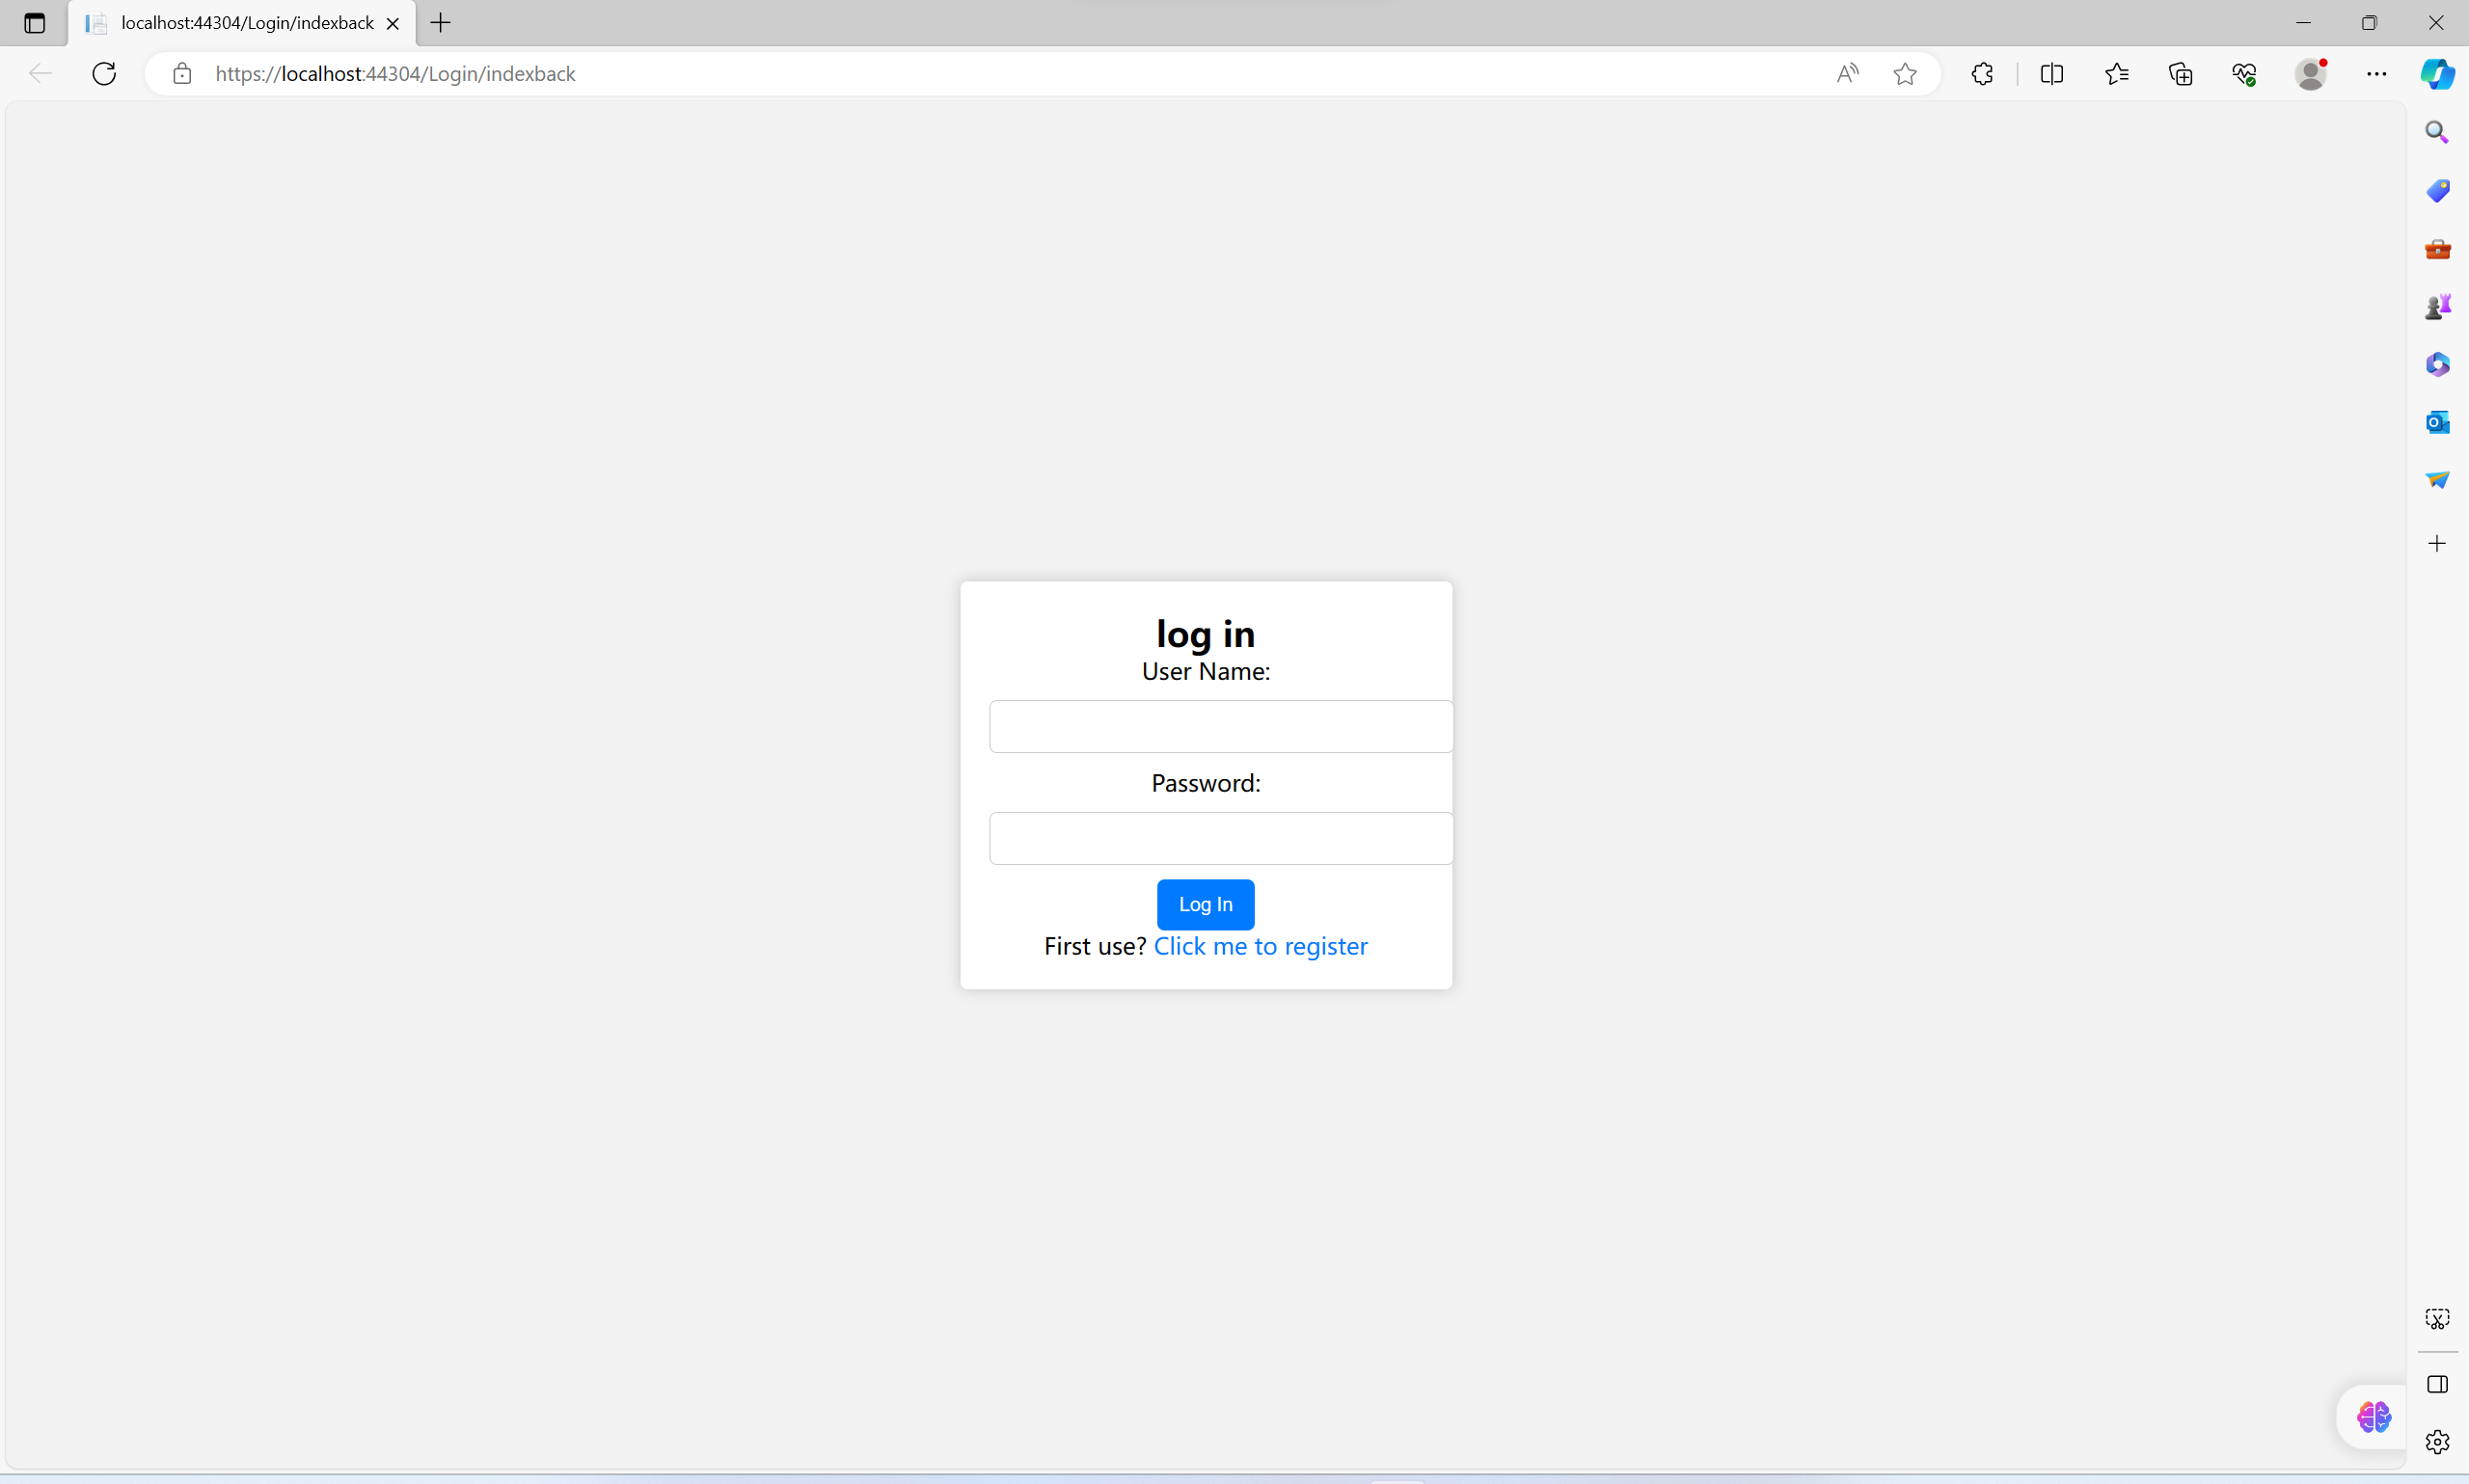 localhost:44304/Login/indexback
https://localhost:44304/Login/indexback
log in
User Name:
Password:
Log In
First use? Click me to register